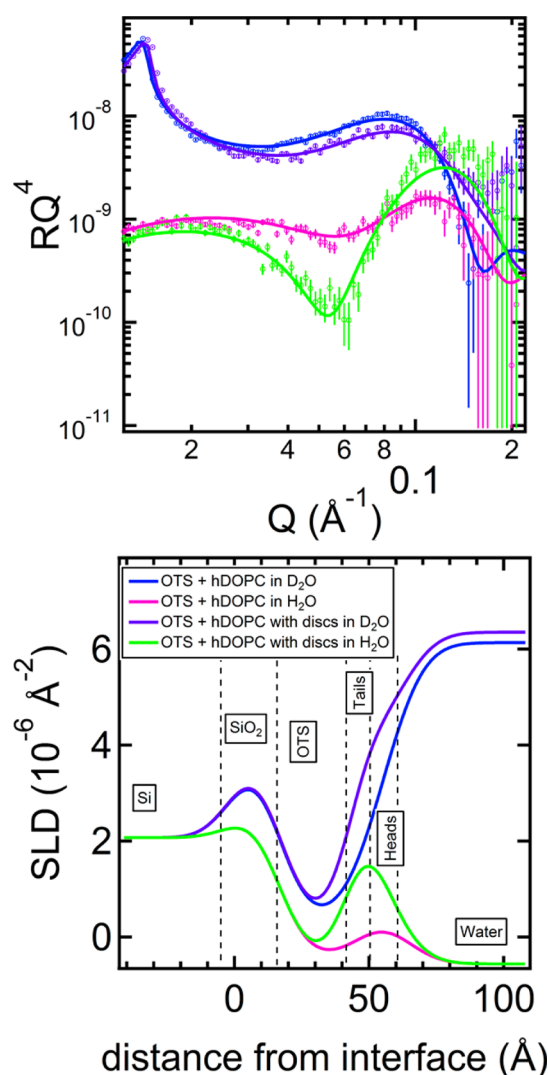 10⁻⁸
10⁻⁹
10⁻¹⁰
10⁻¹¹
RQ⁴
2 4 6 8 0.1 2
Q (Å⁻¹)
OTS + hDOPC in D₂O
OTS + hDOPC in H₂O
OTS + hDOPC with discs in D₂O
OTS + hDOPC with discs in H₂O
6
4
2
0
SLD (10⁻⁶ Å⁻²)
Si
SiO₂
OTS
Tails
Heads
Water
0 50 100
distance from interface (Å)